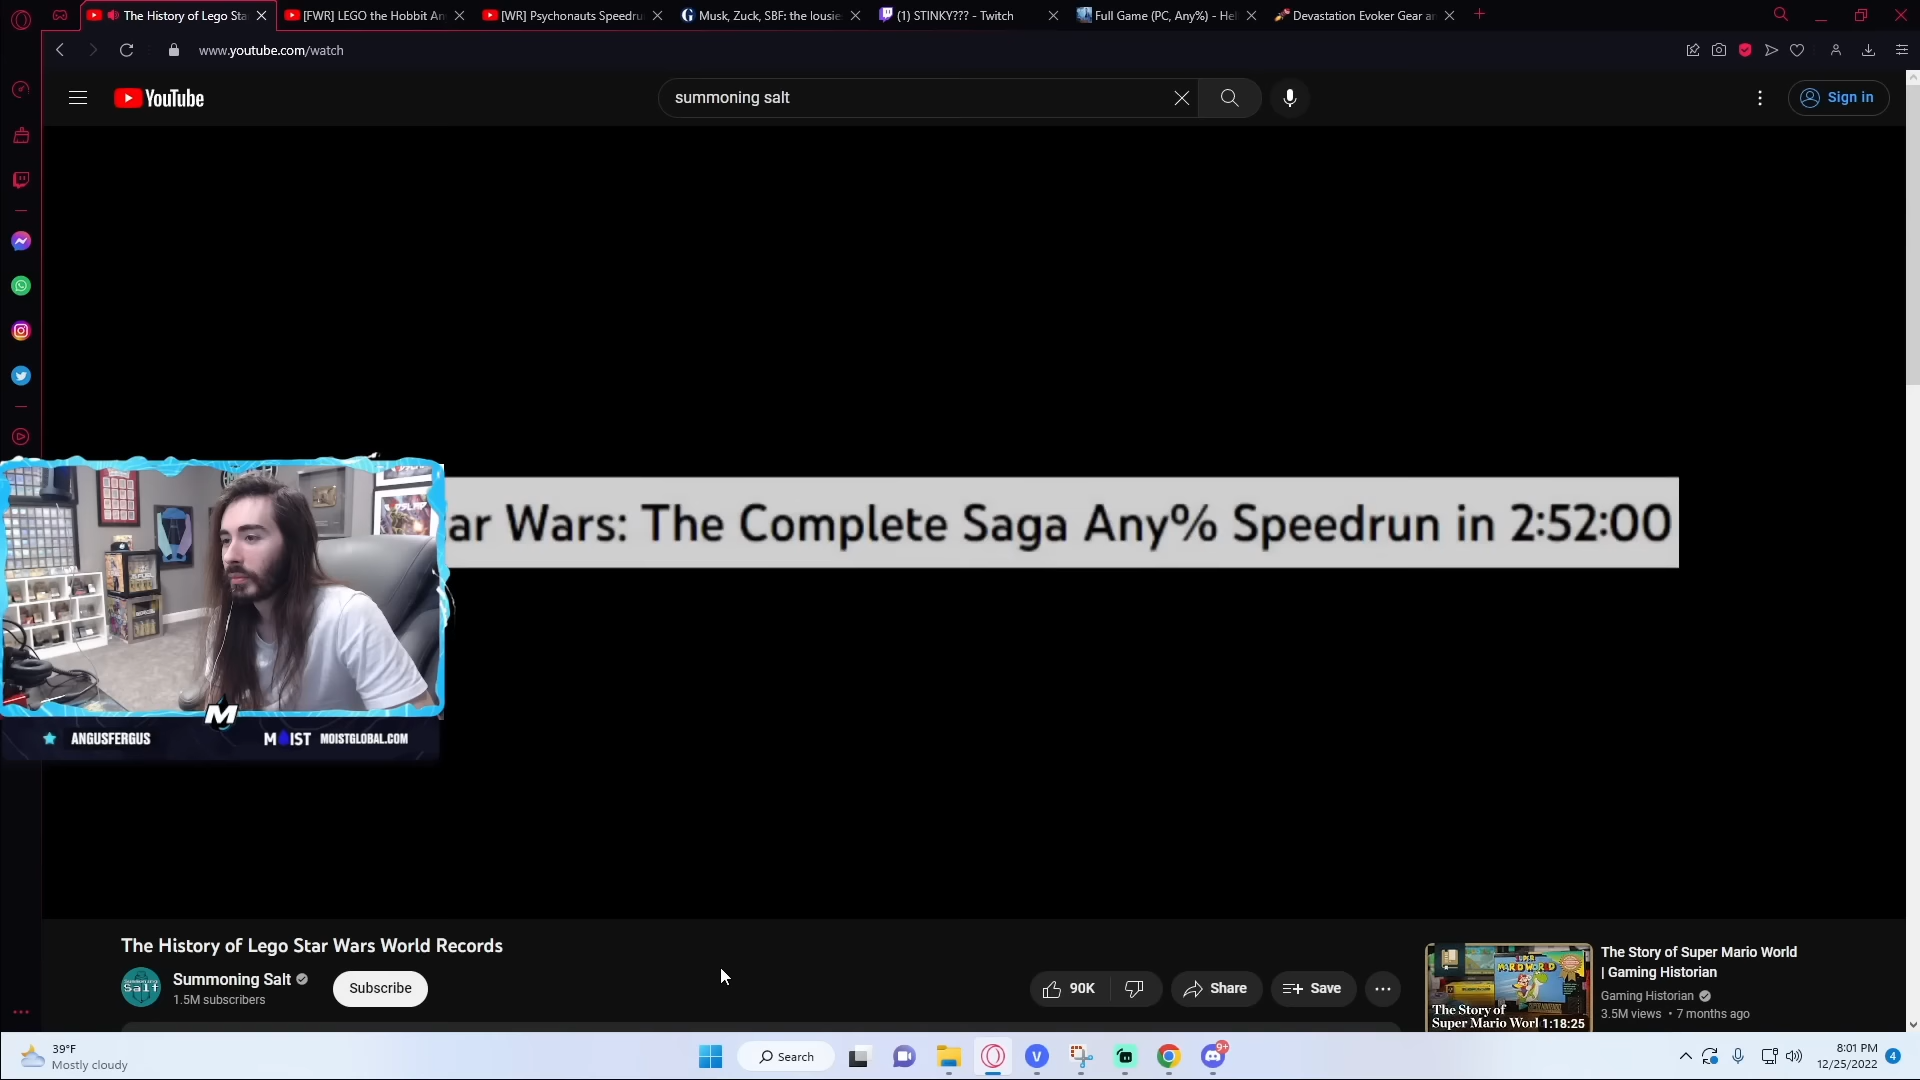 The History of Lego Sta
[FWR] LEGO the Hobbit An
[WR] Psychonauts Speedru
Musk, Zuck, SBF: the lousie
(1) STINKY??? - Twitch
Full Game (PC, Any%) - Hel
Devastation Evoker Gear an
www.youtube.com/watch
YouTube
summoning salt
Sign in
ar Wars: The Complete Saga Any% Speedrun in 2:52:00
M
ANGUSFERGUS
MOIST
MOISTGLOBAL.COM
The History of Lego Star Wars World Records
Summoning Salt
1.5M subscribers
Subscribe
90K
Share
Save
The Story of
Super Mario Worl
1:18:25
The Story of Super Mario World
| Gaming Historian
Gaming Historian
3.5M views • 7 months ago
39°F
Mostly cloudy
Search
V
9+
8:01 PM
12/25/2022
4